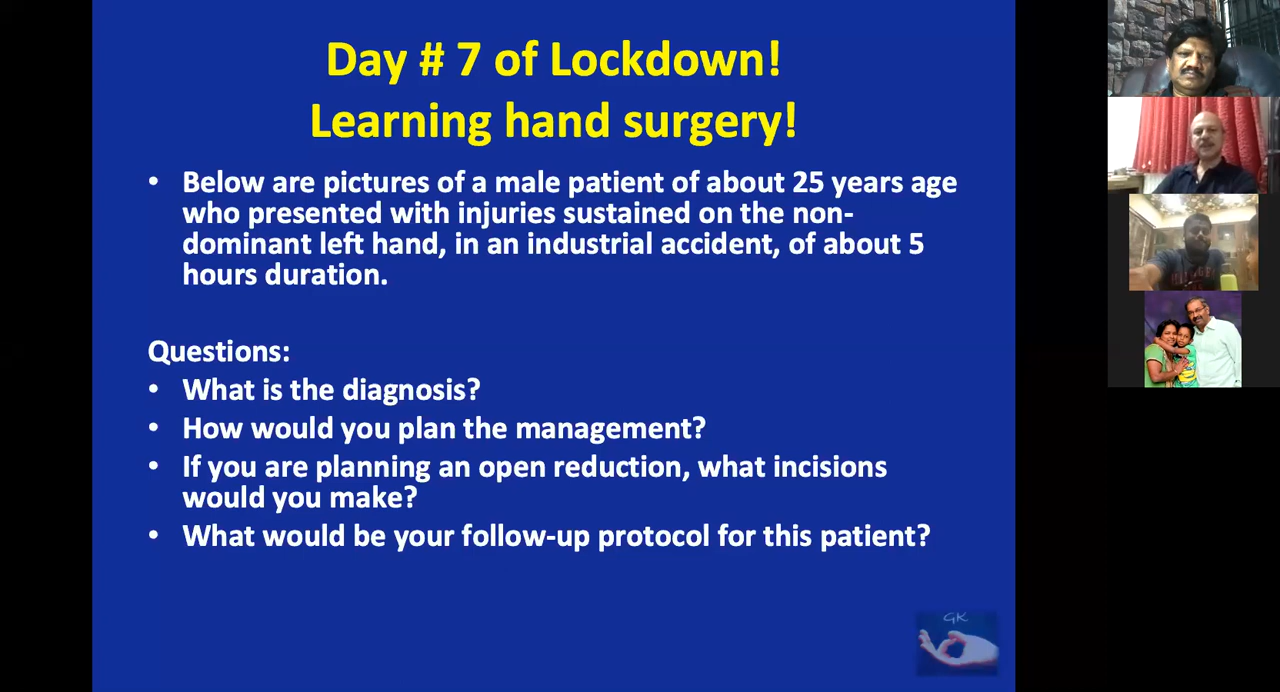 Day # 7 of Lockdown!
Learning hand surgery!
• Below are pictures of a male patient of about 25 years age
who presented with injuries sustained on the non-
dominant left hand, in an industrial accident, of about 5
hours duration.
Questions:
• What is the diagnosis?
• How would you plan the management?
• If you are planning an open reduction, what incisions
would you make?
• What would be your follow-up protocol for this patient?
GK